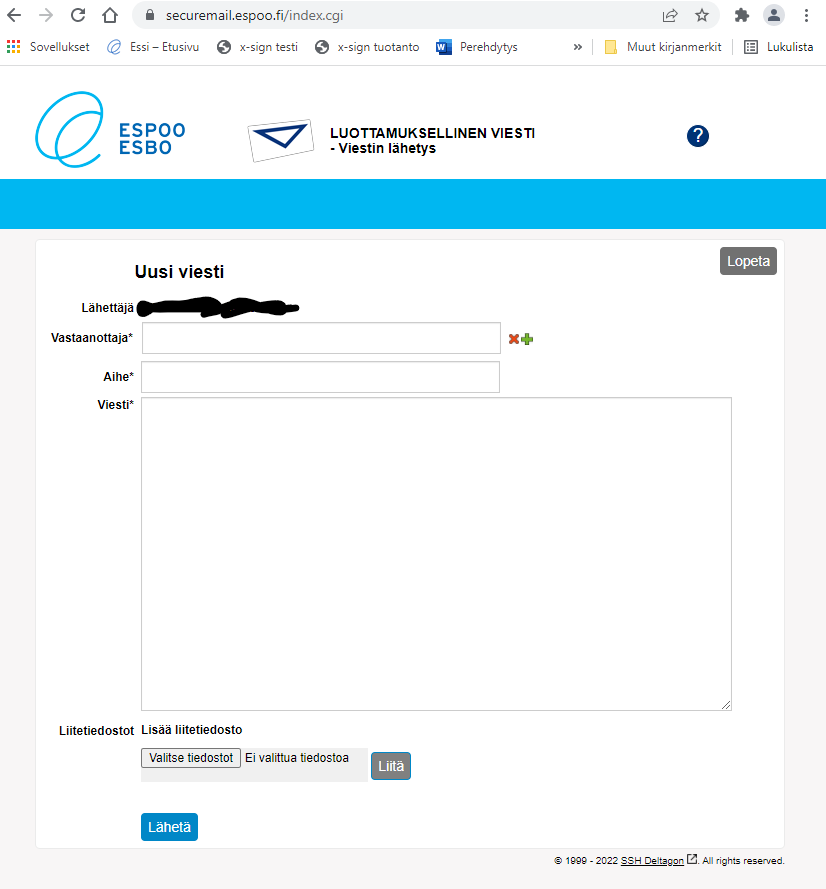 securemail.espoo.fi/index.cgi
Sovellukset Essi – Etusivu x-sign testi x-sign tuotanto W Perehdytys » Muut kirjanmerkit Lukulista
ESPOO
ESBO
LUOTTAMUKSELLINEN VIESTI
- Viestin lähetys
?
Lopeta
Uusi viesti
Lähettäjä
Vastaanottaja*
Aihe*
Viesti*
Liitetiedostot Lisää liitetiedosto
Valitse tiedostot Ei valittua tiedostoa Liitä
Lähetä
© 1999 - 2022 SSH Deltagon . All rights reserved.